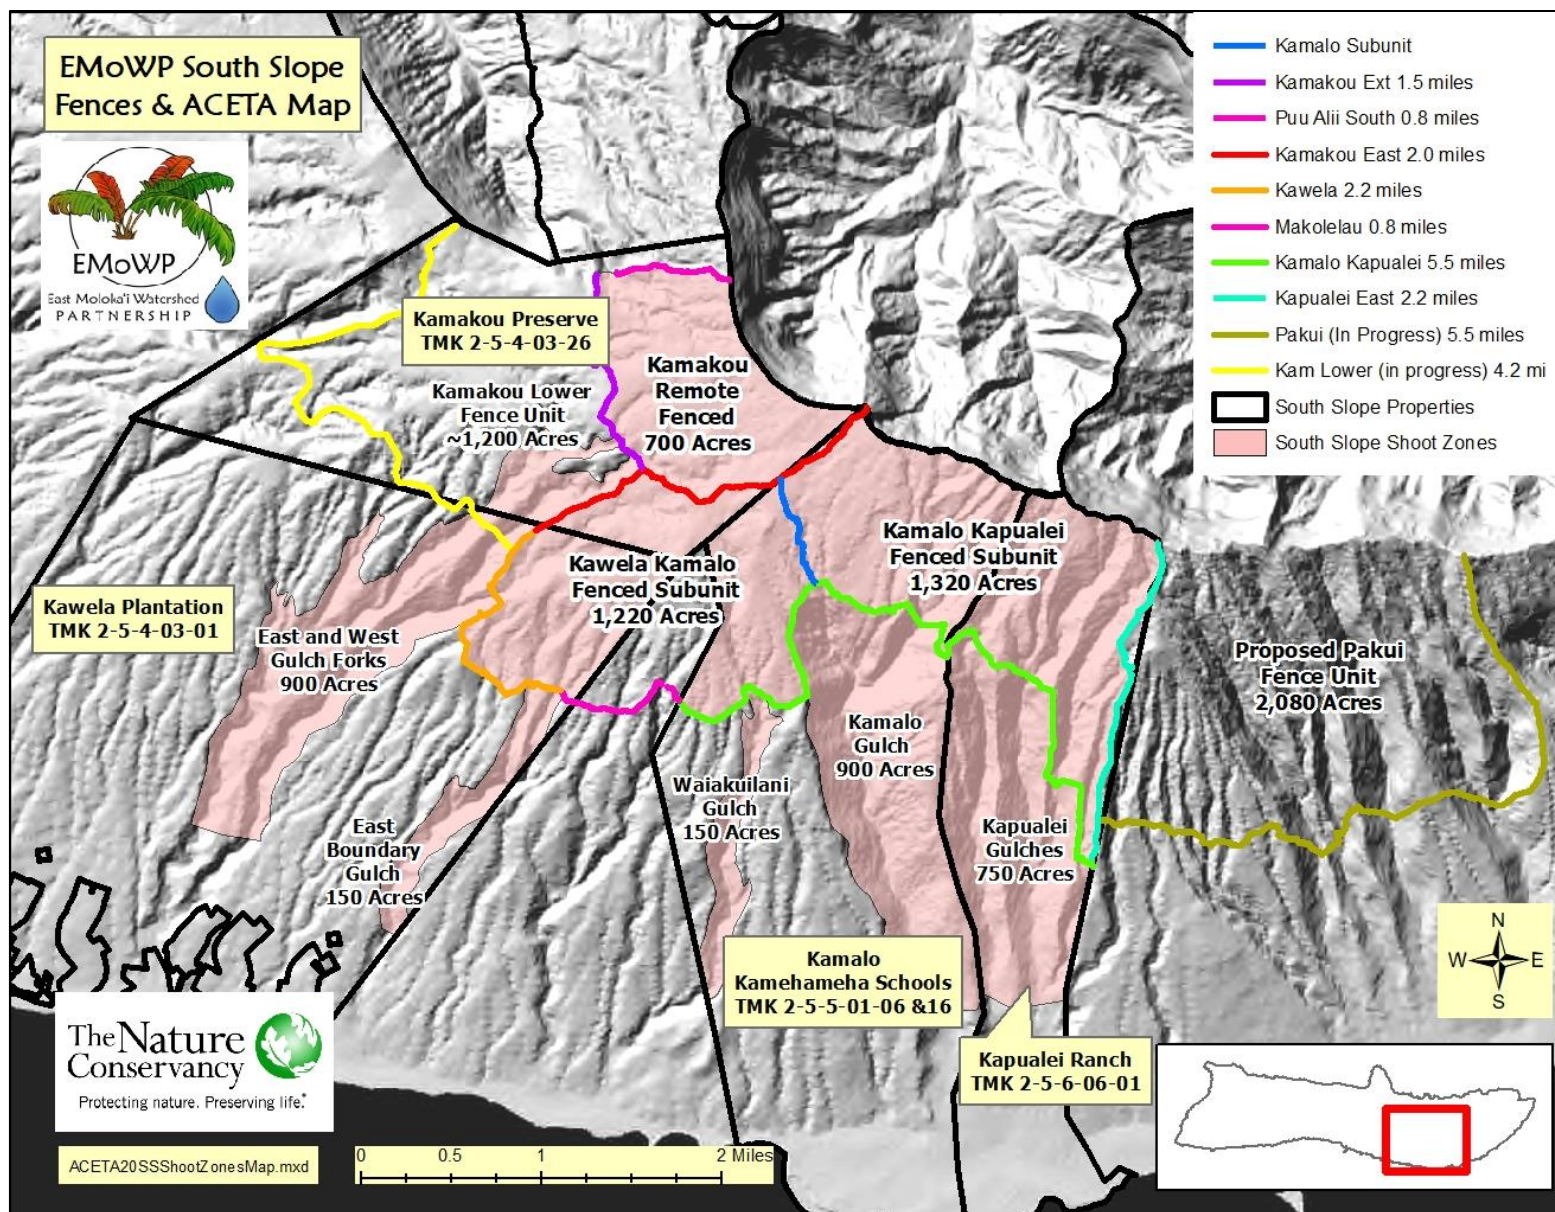 EMoWP South Slope
Fences & ACETA Map
EMoWP
East Moloka'i Watershed
PARTNERSHIP
Kamalo Subunit
Kamakou Ext 1.5 miles
Puu Alii South 0.8 miles
Kamakou East 2.0 miles
Kawela 2.2 miles
Makolelau 0.8 miles
Kamalo Kapualei 5.5 miles
Kapualei East 2.2 miles
Pakui (In Progress) 5.5 miles
Kam Lower (in progress) 4.2 mi
South Slope Properties
South Slope Shoot Zones
Kamakou Preserve
TMK 2-5-4-03-26
Kamakou Lower
Fence Unit
~1,200 Acres
Kamakou
Remote
Fenced
700 Acres
Kamalo Kapualei
Fenced Subunit
1,320 Acres
Kawela Kamalo
Fenced Subunit
1,220 Acres
Kawela Plantation
TMK 2-5-4-03-01
East and West
Gulch Forks
900 Acres
Proposed Pakui
Fence Unit
2,080 Acres
Kamalo
Gulch
900 Acres
Waiakuilani
Gulch
150 Acres
East
Boundary
Gulch
150 Acres
Kapualei
Gulches
750 Acres
Kamalo
Kamehameha Schools
TMK 2-5-5-01-06 &16
Kapualei Ranch
TMK 2-5-6-06-01
N
W E
S
The Nature
Conservancy
Protecting nature. Preserving life.®
ACETA20SSShootZonesMap.mxd
0 0.5 1 2 Miles